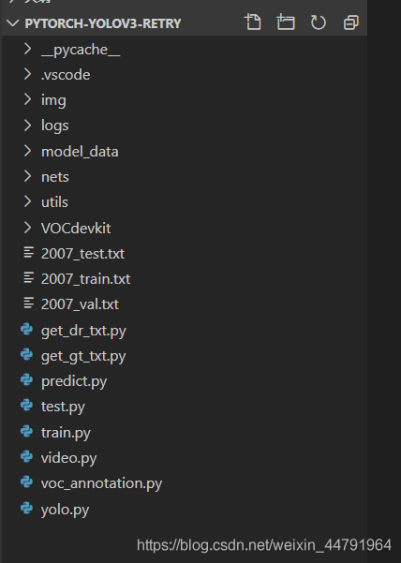 PYTORCH-YOLOV3-RETRY
__pycache__
.vscode
img
logs
model_data
nets
utils
VOCdevkit
2007_test.txt
2007_train.txt
2007_val.txt
get_dr_txt.py
get_gt_txt.py
predict.py
test.py
train.py
video.py
voc_annotation.py
yolo.py
https://blog.csdn.net/weixin_44791964